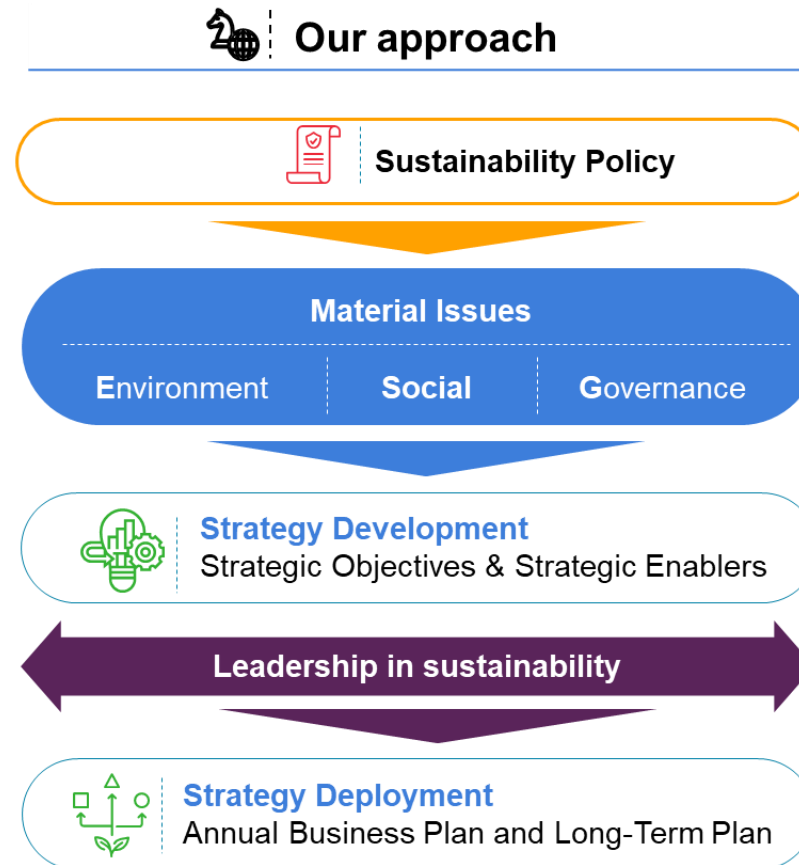 Our approach
Sustainability Policy
Material Issues
Environment Social Governance
Strategy Development
Strategic Objectives & Strategic Enablers
Leadership in sustainability
Strategy Deployment
Annual Business Plan and Long-Term Plan